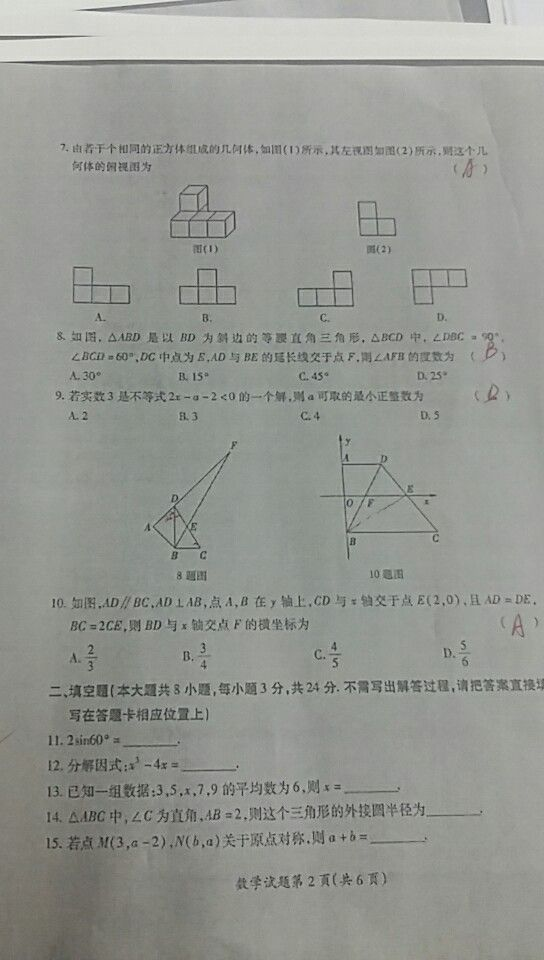 7. 由若干个相同的正方体组成的几何体,如图(1)所示,其左视图如图(2)所示,则这个几
何体的俯视图为 ( A )
图(1) 图(2)
A. B. C. D.
8. 如图, △ABD 是以 BD 为斜边的等腰直角三角形, △BCD 中, ∠DBC = 90°,
∠BCD = 60°, DC 中点为 E, AD 与 BE 的延长线交于点 F, 则∠AFB 的度数为 ( B )
A. 30° B. 15° C. 45° D. 25°
9. 若实数 3 是不等式 2x - a - 2 < 0 的一个解, 则 a 可取的最小正整数为 ( D )
A. 2 B. 3 C. 4 D. 5
F D A E B C
y A D O F E x B C
8 题图 10 题图
10. 如图, AD // BC, AD ⊥ AB, 点 A, B 在 y 轴上, CD 与 x 轴交于点 E(2,0), 且 AD = DE,
BC = 2CE, 则 BD 与 x 轴交点 F 的横坐标为 ( A )
A. 2/3 B. 3/4 C. 4/5 D. 5/6
二、填空题(本大题共 8 小题, 每小题 3 分, 共 24 分. 不需写出解答过程, 请把答案直接填
写在答题卡相应位置上)
11. 2sin60° = ______.
12. 分解因式: x³ - 4x = ______.
13. 已知一组数据: 3, 5, x, 7, 9 的平均数为 6, 则 x = ______.
14. △ABC 中, ∠C 为直角, AB = 2, 则这个三角形的外接圆半径为______.
15. 若点 M(3, a - 2), N(b, a) 关于原点对称, 则 a + b = ______.
数学试题第 2 页(共 6 页)